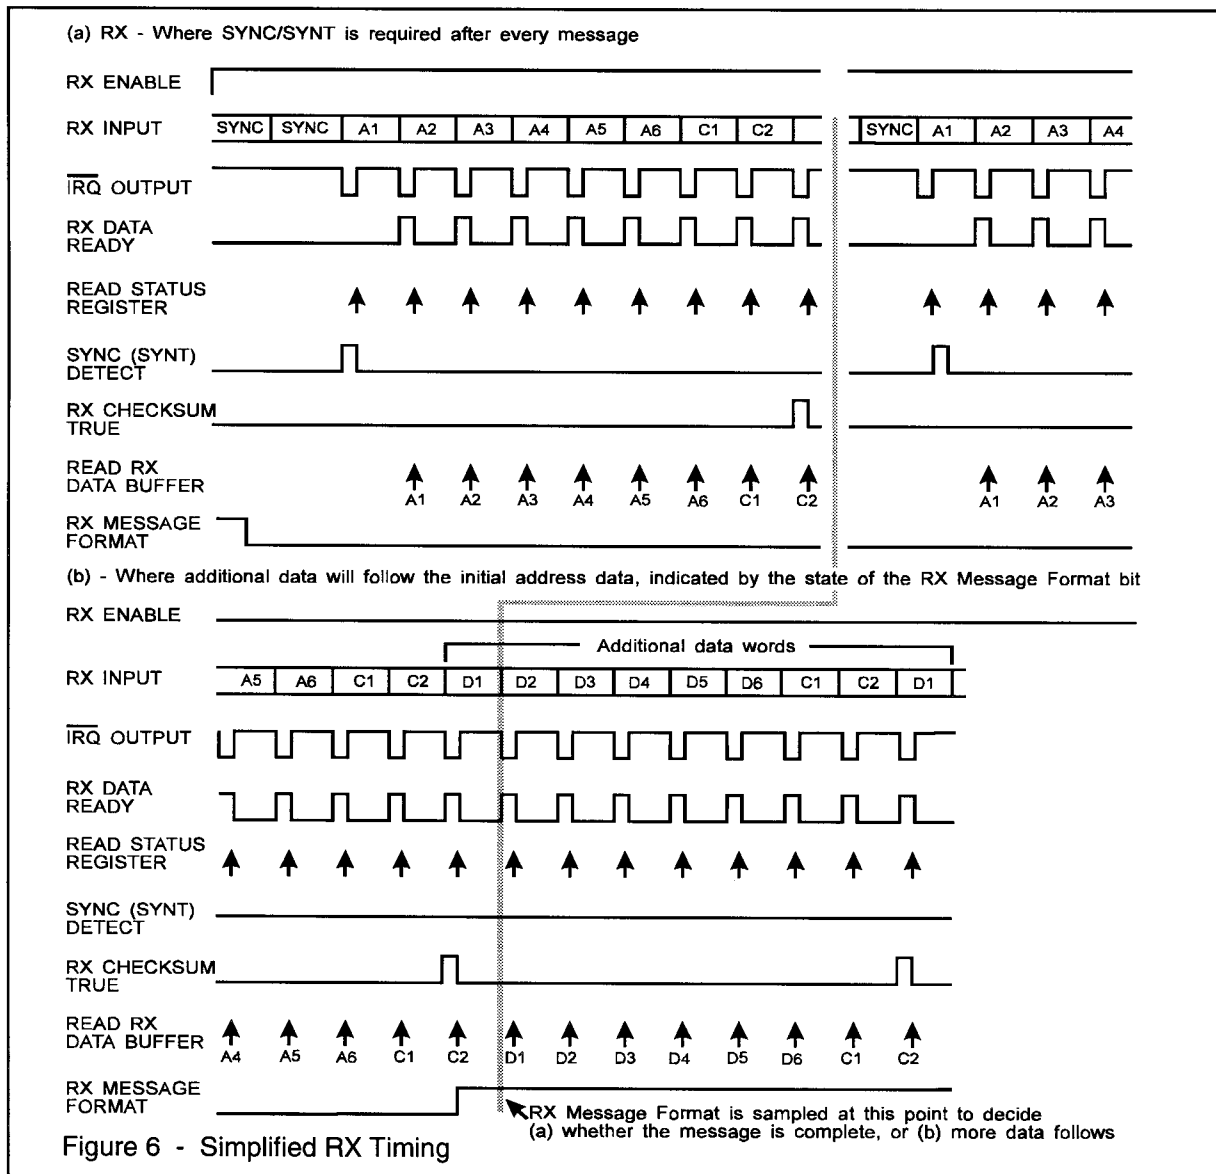 (a) RX - Where SYNC/SYNT is required after every message
RX ENABLE
RX INPUT SYNC SYNC A1 A2 A3 A4 A5 A6 C1 C2 SYNC A1 A2 A3 A4
IRQ OUTPUT
RX DATA
READY
READ STATUS
REGISTER
SYNC (SYNT)
DETECT
RX CHECKSUM
TRUE
READ RX
DATA BUFFER
A1 A2 A3 A4 A5 A6 C1 C2 A1 A2 A3
RX MESSAGE
FORMAT
(b) - Where additional data will follow the initial address data, indicated by the state of the RX Message Format bit
RX ENABLE
Additional data words
RX INPUT A5 A6 C1 C2 D1 D2 D3 D4 D5 D6 C1 C2 D1
IRQ OUTPUT
RX DATA
READY
READ STATUS
REGISTER
SYNC (SYNT)
DETECT
RX CHECKSUM
TRUE
READ RX
DATA BUFFER
A4 A5 A6 C1 C2 D1 D2 D3 D4 D5 D6 C1 C2
RX MESSAGE
FORMAT
RX Message Format is sampled at this point to decide
(a) whether the message is complete, or (b) more data follows
Figure 6 - Simplified RX Timing